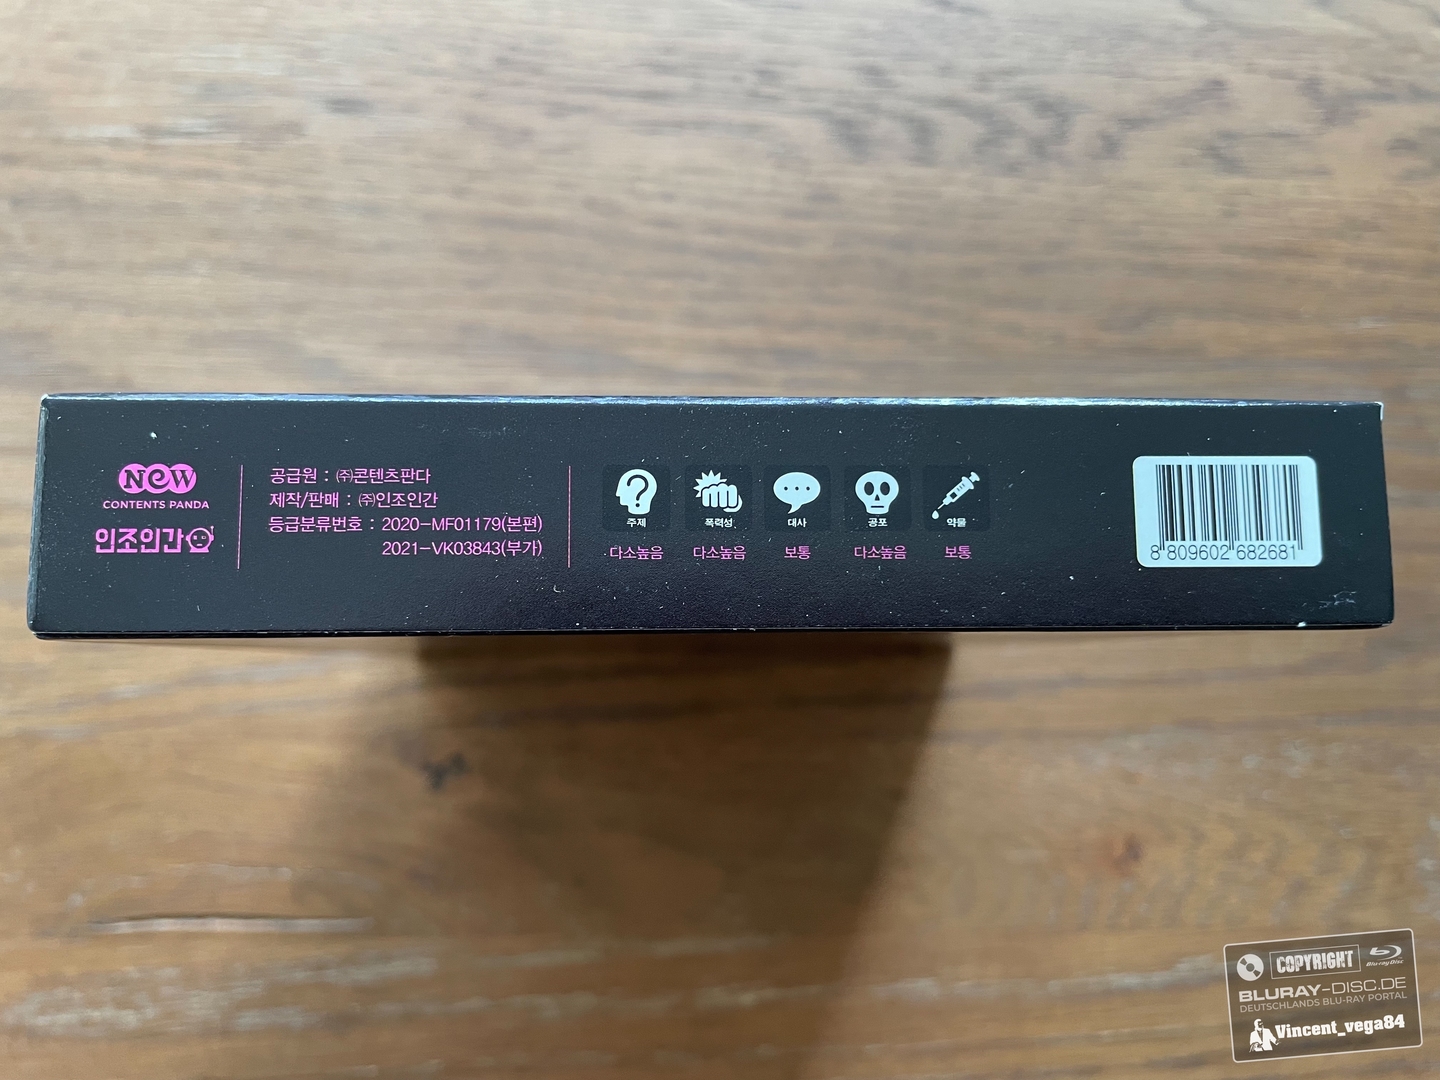 New
CONTENTS PANDA
인조인간
공급원 : ㈜콘텐츠판다
제작/판매 : ㈜인조인간
등급분류번호 : 2020-MF01179(본편)
2021-VK03843(부가)
주제 폭력성 대사 공포 약물
다소높음 다소높음 보통 다소높음 보통
8 809602 682681
COPYRIGHT Blu-ray Disc
BLURAY-DISC.DE
DEUTSCHLANDS BLU-RAY PORTAL
Vincent_vega84